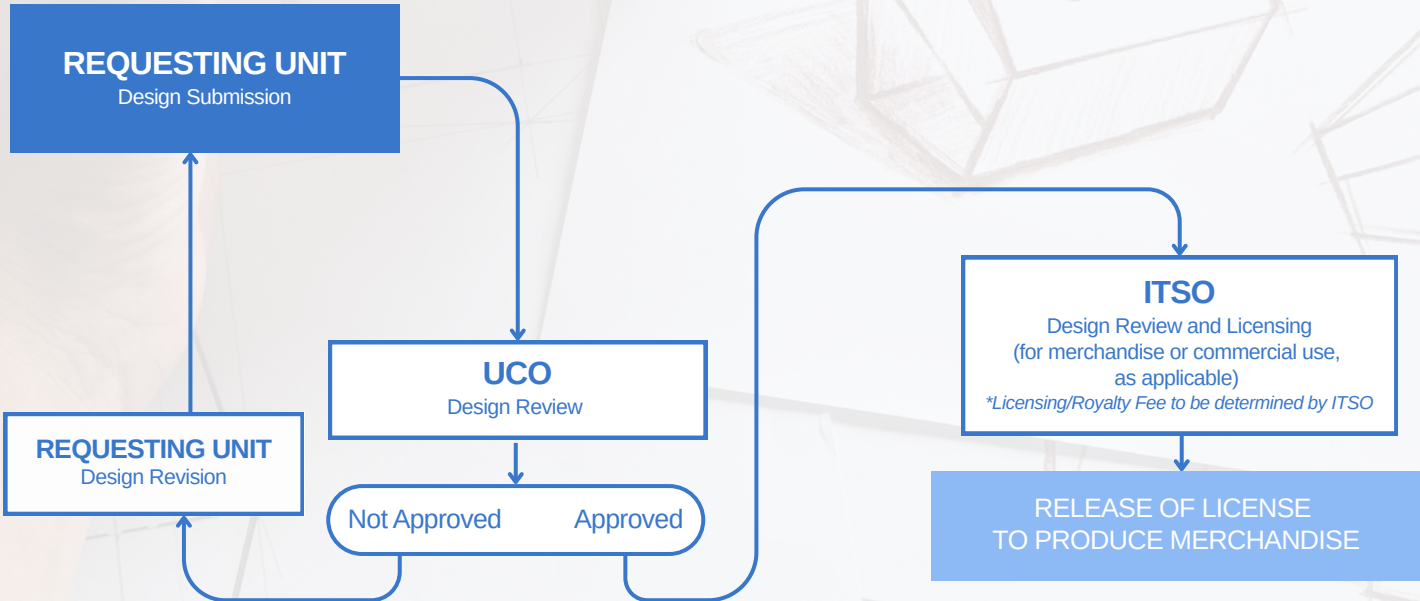 REQUESTING UNIT
Design Submission
UCO
Design Review
Not Approved Approved
REQUESTING UNIT
Design Revision
ITSO
Design Review and Licensing
(for merchandise or commercial use,
as applicable)
*Licensing/Royalty Fee to be determined by ITSO
RELEASE OF LICENSE
TO PRODUCE MERCHANDISE